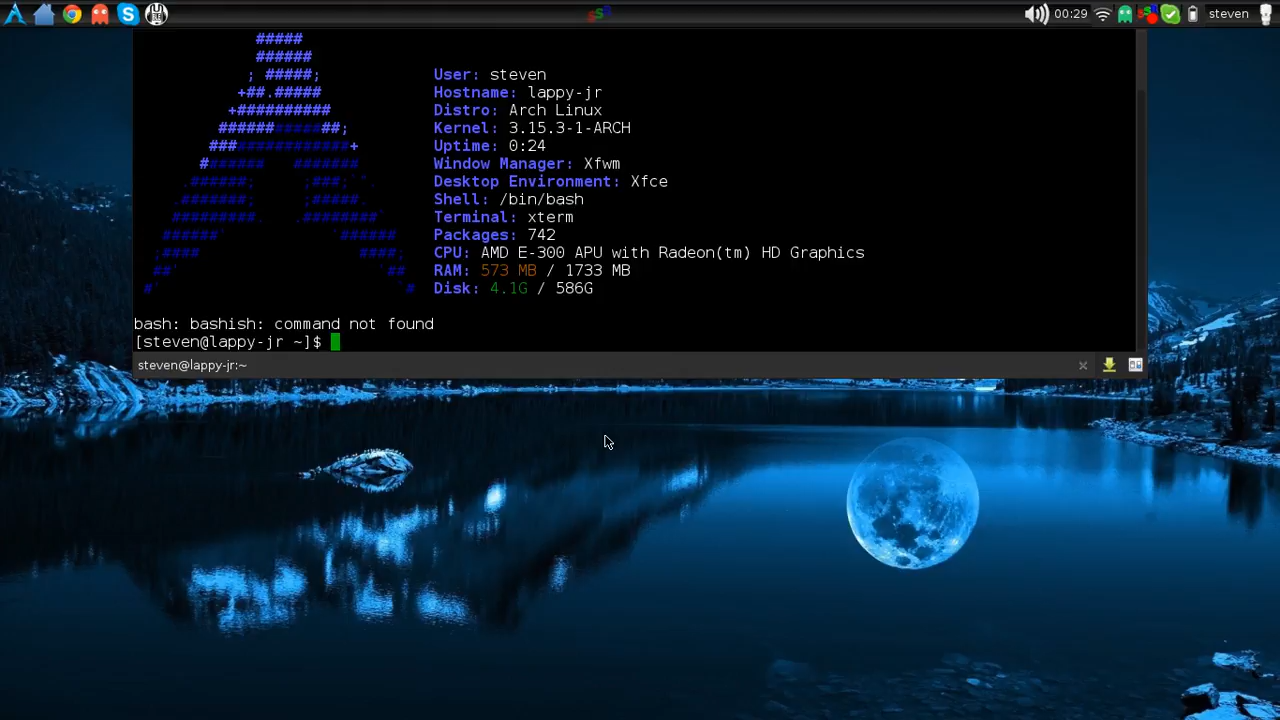 00:29 steven
#####
######
; #####;
+##.##### User: steven
+########## Hostname: lappy-jr
######;#####;##; Distro: Arch Linux
Kernel: 3.15.3-1-ARCH
Uptime: 0:24
Window Manager: Xfwm
Desktop Environment: Xfce
Shell: /bin/bash
Terminal: xterm
Packages: 742
CPU: AMD E-300 APU with Radeon(tm) HD Graphics
RAM: 573 MB / 1733 MB
Disk: 4.1G / 586G
bash: bashish: command not found
[steven@lappy-jr ~]$
steven@lappy-jr:~